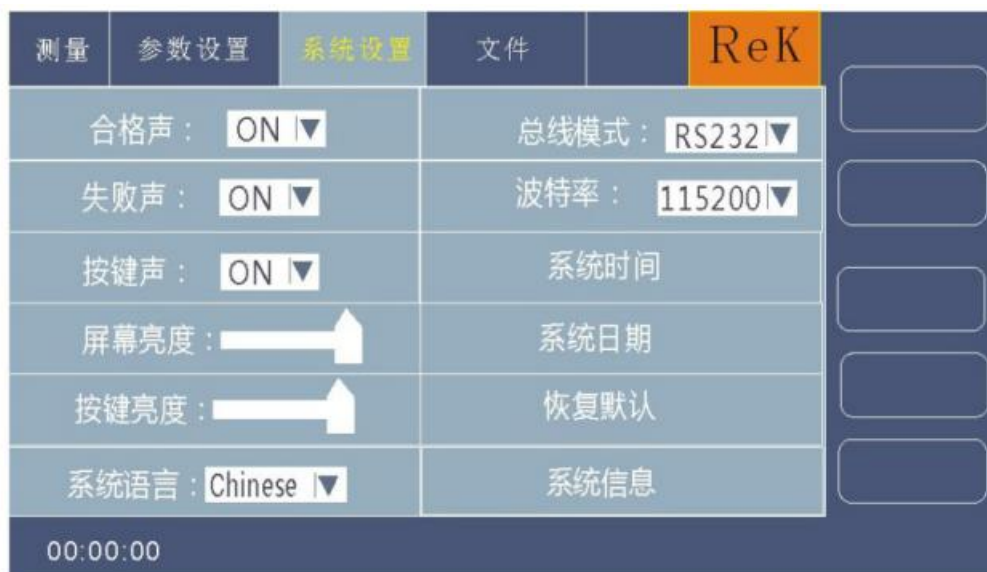 测量 参数设置 系统设置 文件 ReK
合格声： ON 总线模式： RS232
失败声： ON 波特率： 115200
按键声： ON 系统时间
屏幕亮度： 系统日期
按键亮度： 恢复默认
系统语言： Chinese 系统信息
00:00:00